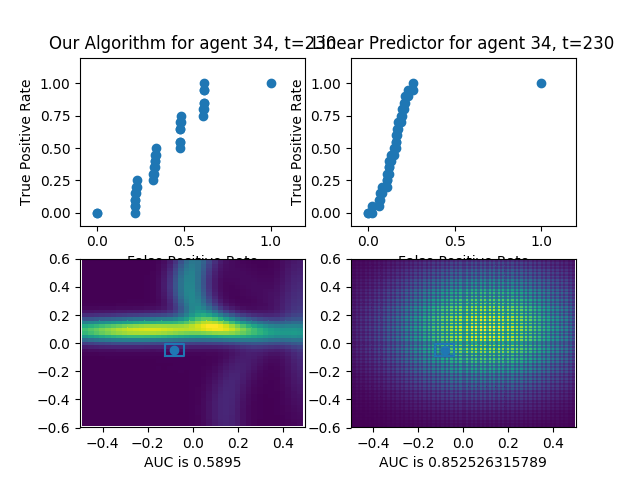 Our Algorithm for agent 34, t=230
Linear Predictor for agent 34, t=230
True Positive Rate
1.00
0.75
0.50
0.25
0.00
0.0 0.5 1.0
False Positive Rate
True Positive Rate
1.00
0.75
0.50
0.25
0.00
0.0 0.5 1.0
False Positive Rate
0.6
0.4
0.2
0.0
−0.2
−0.4
−0.6
−0.4 −0.2 0.0 0.2 0.4
AUC is 0.5895
0.6
0.4
0.2
0.0
−0.2
−0.4
−0.6
−0.4 −0.2 0.0 0.2 0.4
AUC is 0.852526315789